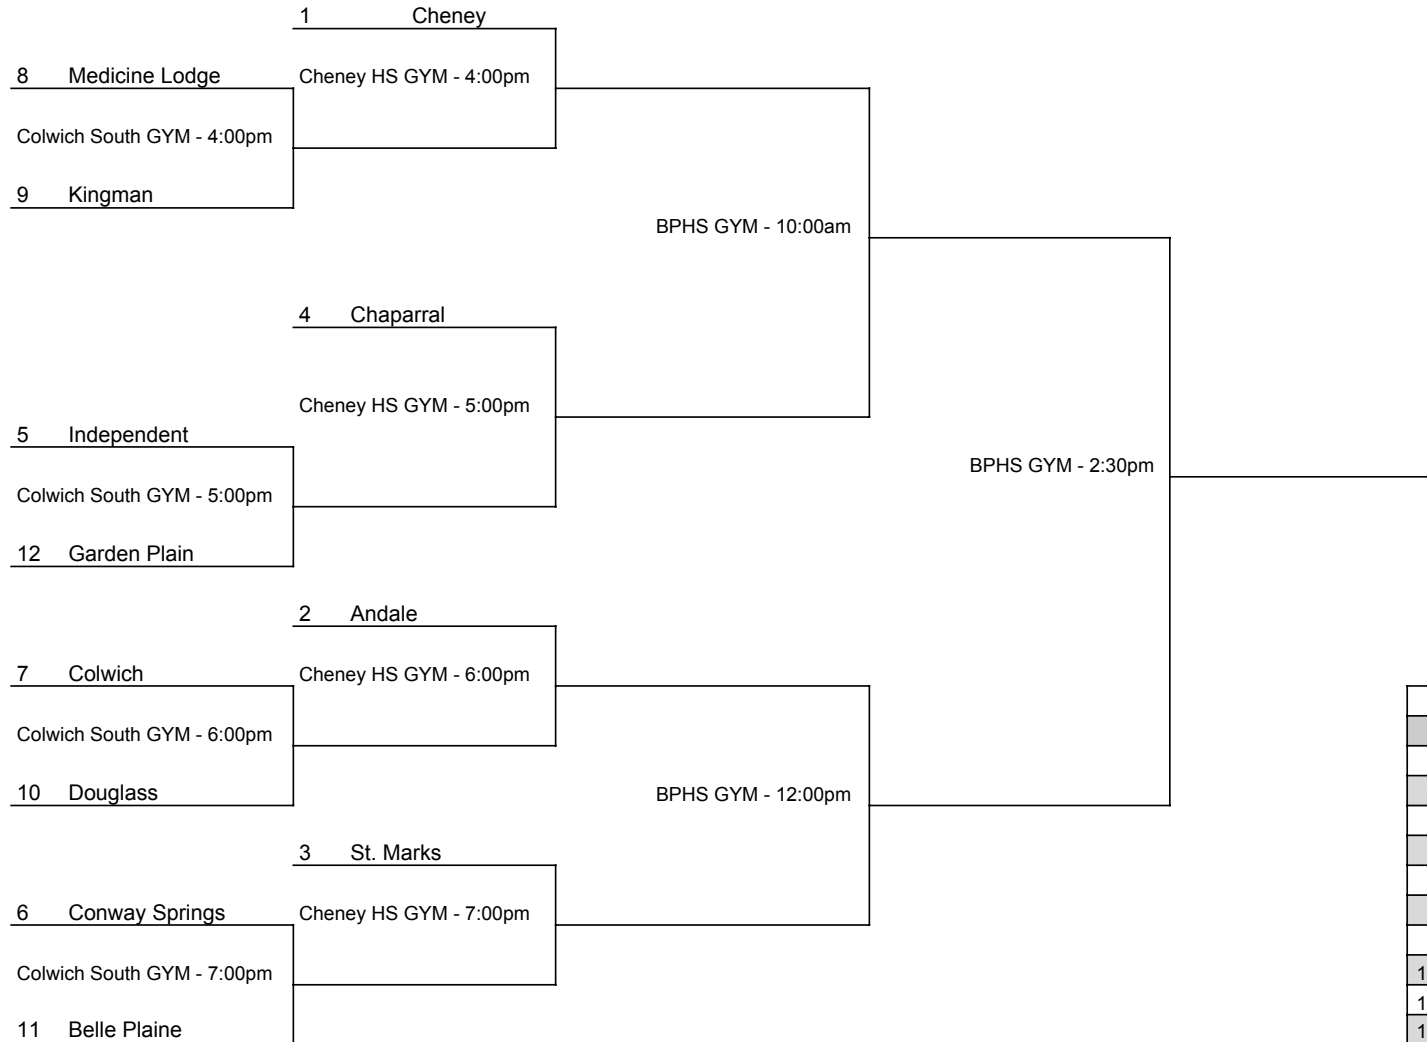 1 Cheney
8 Medicine Lodge
Cheney HS GYM - 4:00pm
Colwich South GYM - 4:00pm
9 Kingman
BPHS GYM - 10:00am
4 Chaparral
Cheney HS GYM - 5:00pm
5 Independent
BPHS GYM - 2:30pm
Colwich South GYM - 5:00pm
12 Garden Plain
2 Andale
7 Colwich
Cheney HS GYM - 6:00pm
Colwich South GYM - 6:00pm
10 Douglass
BPHS GYM - 12:00pm
3 St. Marks
6 Conway Springs
Cheney HS GYM - 7:00pm
Colwich South GYM - 7:00pm
11 Belle Plaine
1
1
1